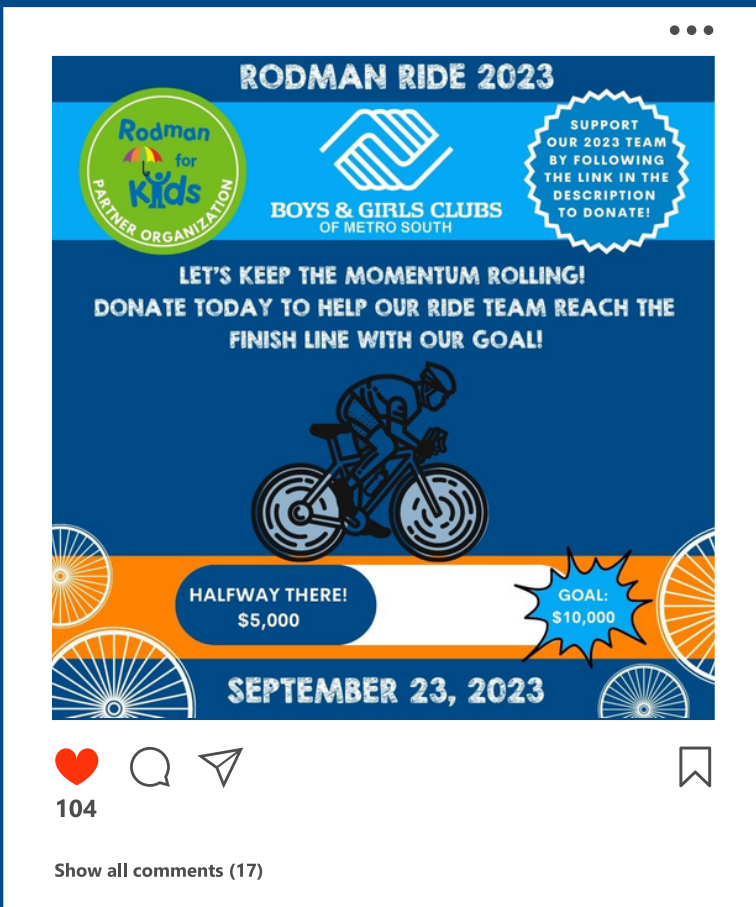 RODMAN RIDE 2023
Rodman
for
Kids
PARTNER ORGANIZATION
BOYS & GIRLS CLUBS
OF METRO SOUTH
SUPPORT
OUR 2023 TEAM
BY FOLLOWING
THE LINK IN THE
DESCRIPTION
TO DONATE!
LET'S KEEP THE MOMENTUM ROLLING!
DONATE TODAY TO HELP OUR RIDE TEAM REACH THE
FINISH LINE WITH OUR GOAL!
HALFWAY THERE!
$5,000
GOAL:
$10,000
SEPTEMBER 23, 2023
104
Show all comments (17)